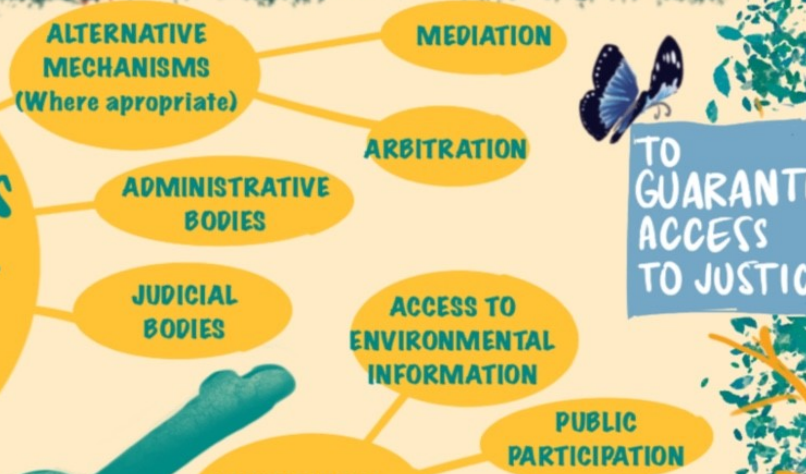 ALTERNATIVE
MECHANISMS
(Where apropriate)
MEDIATION
ARBITRATION
ADMINISTRATIVE
BODIES
JUDICIAL
BODIES
TO
GUARANT
ACCESS
TO JUSTIC
ACCESS TO
ENVIRONMENTAL
INFORMATION
PUBLIC
PARTICIPATION